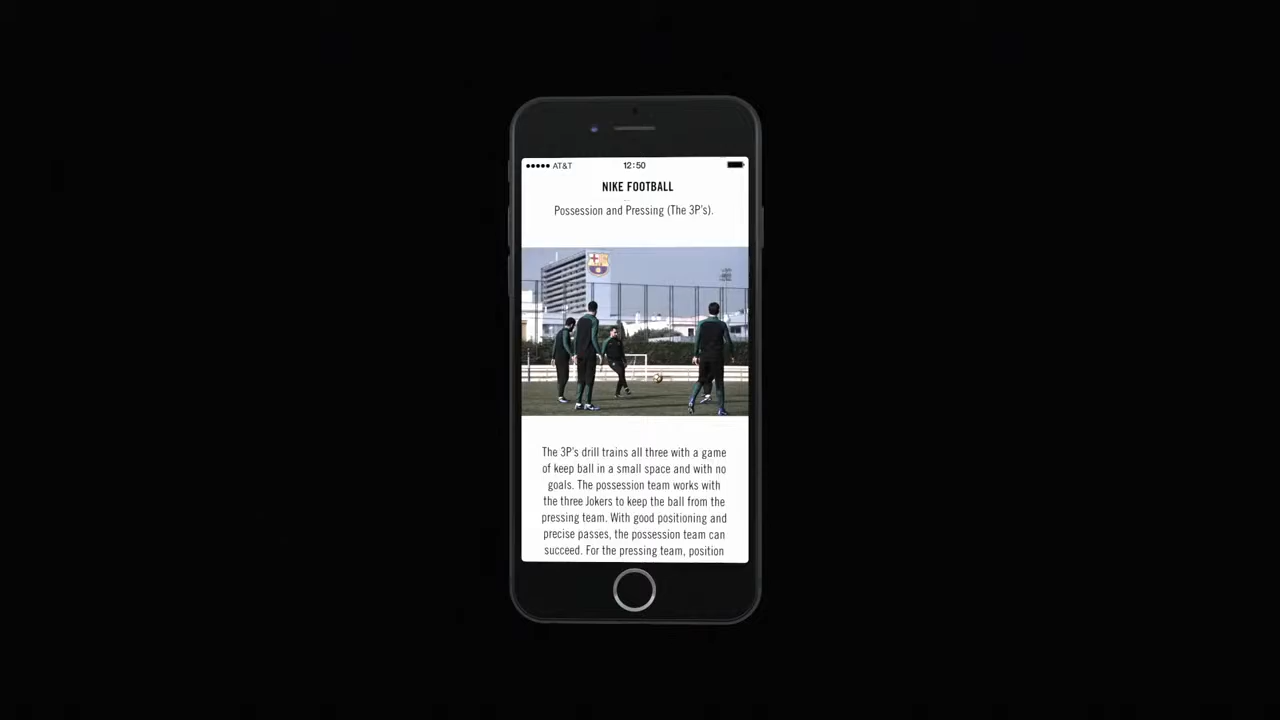 AT&T 12:50
NIKE FOOTBALL
Possession and Pressing (The 3P's).
The 3P's drill trains all three with a game
of keep ball in a small space and with no
goals. The possession team works with
the three Jokers to keep the ball from the
pressing team. With good positioning and
precise passes, the possession team can
succeed. For the pressing team, position